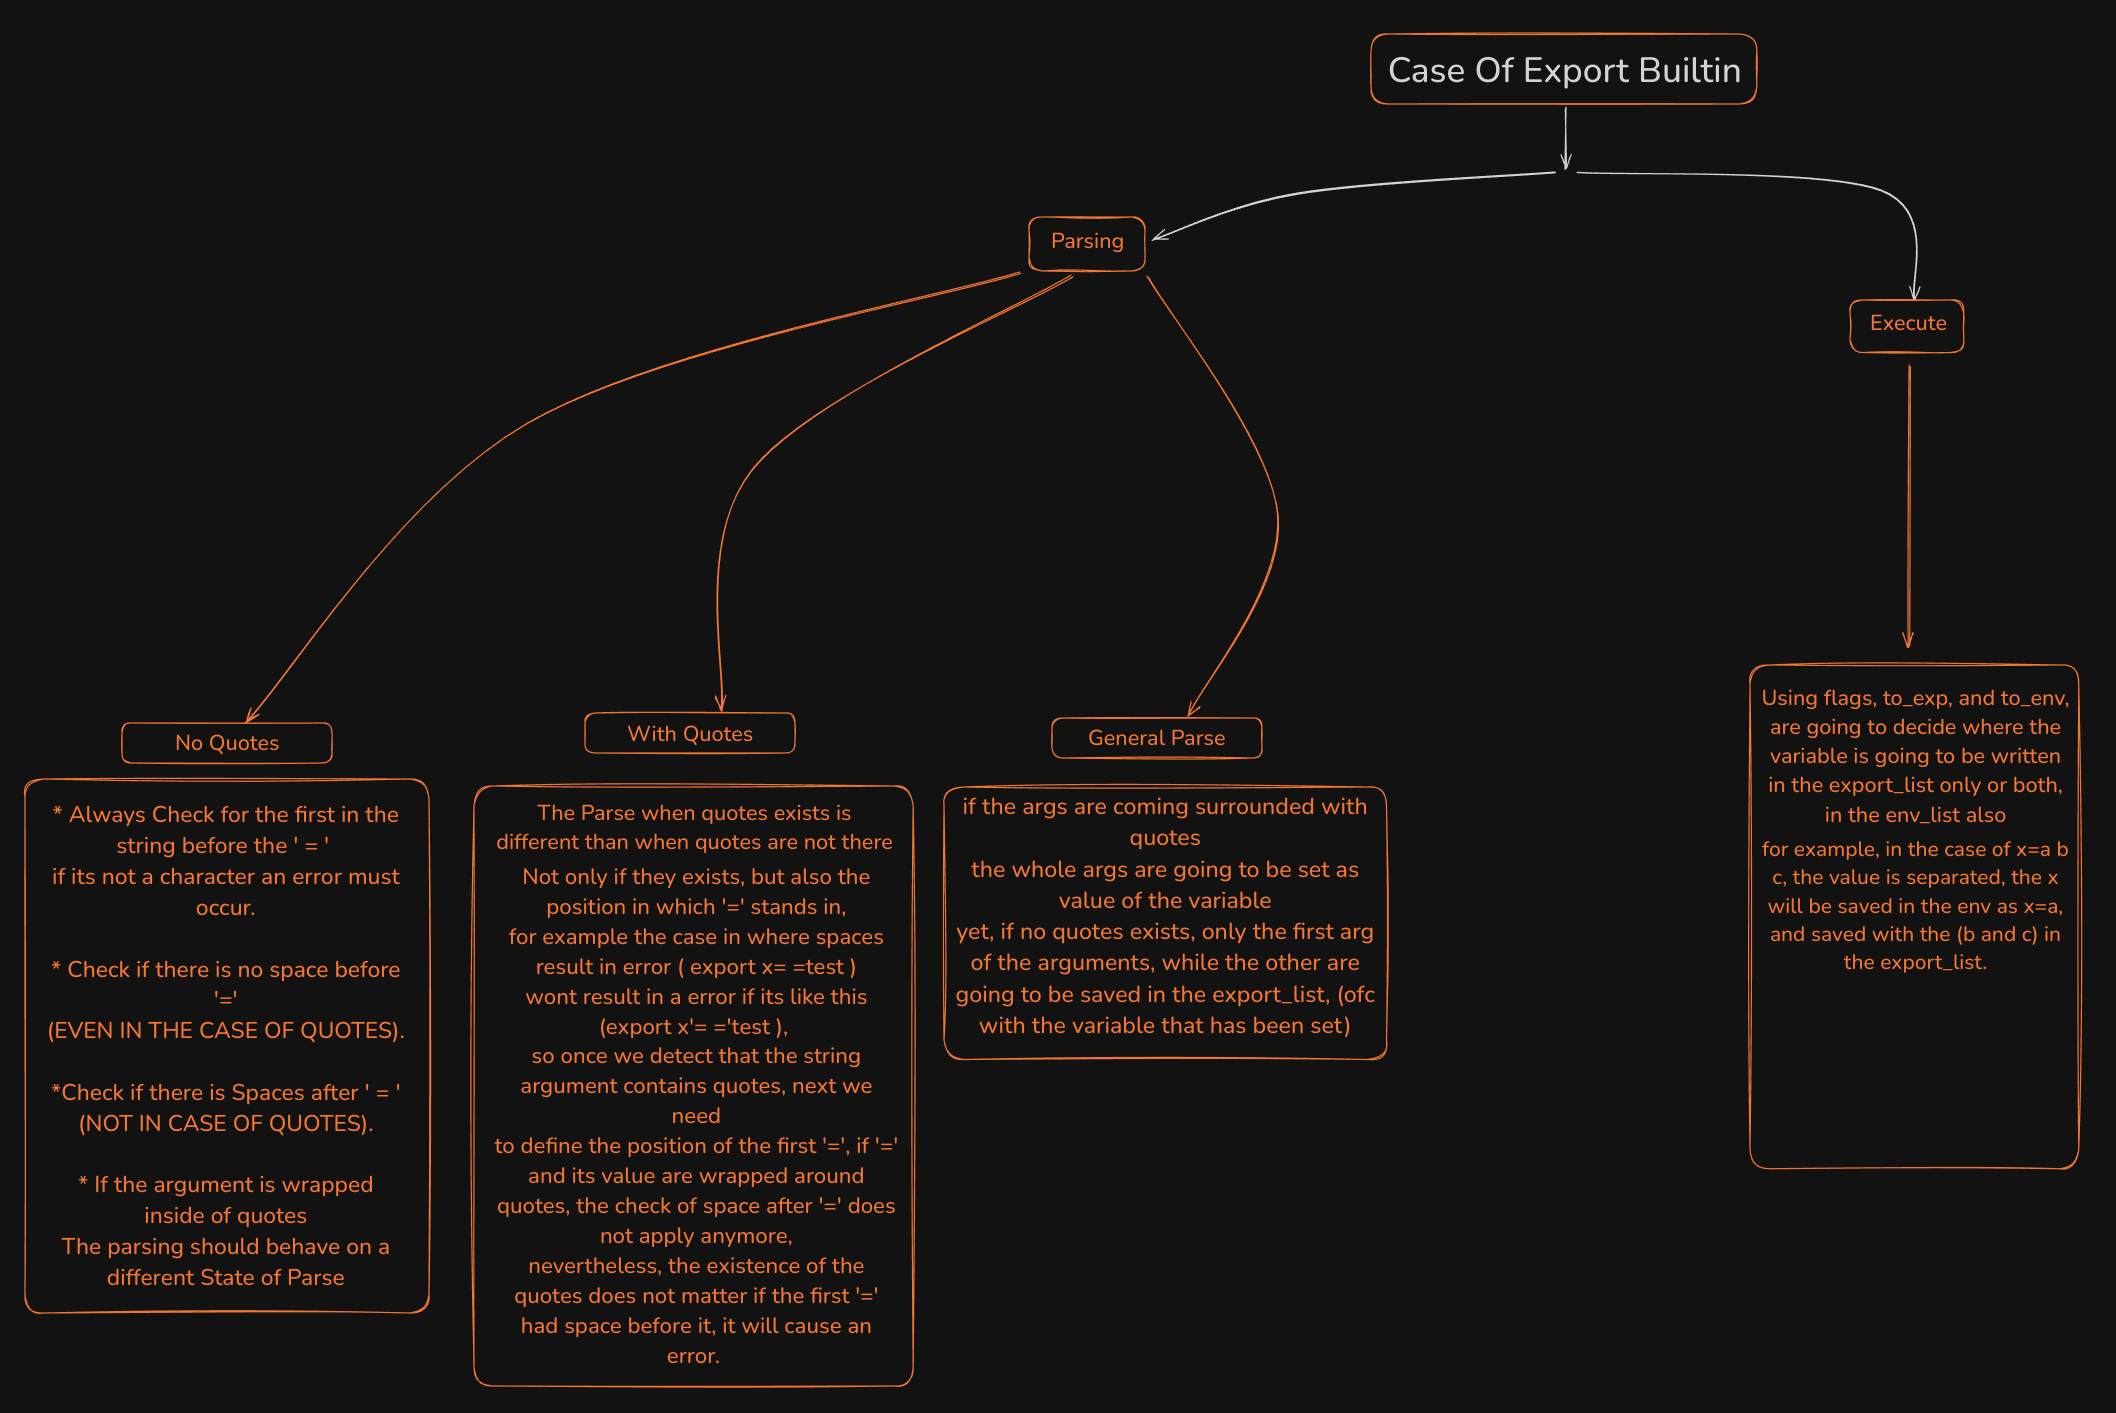 Case Of Export Builtin
Parsing
Execute
No Quotes
* Always Check for the first in the
string before the ' = '
if its not a character an error must
occur.
* Check if there is no space before
'='
(EVEN IN THE CASE OF QUOTES).
*Check if there is Spaces after ' = '
(NOT IN CASE OF QUOTES).
* If the argument is wrapped
inside of quotes
The parsing should behave on a
different State of Parse
With Quotes
The Parse when quotes exists is
different than when quotes are not there
Not only if they exists, but also the
position in which '=' stands in,
for example the case in where spaces
result in error ( export x= =test )
wont result in a error if its like this
(export x'= ='test ),
so once we detect that the string
argument contains quotes, next we
need
to define the position of the first '=', if '='
and its value are wrapped around
quotes, the check of space after '=' does
not apply anymore,
nevertheless, the existence of the
quotes does not matter if the first '='
had space before it, it will cause an
error.
General Parse
if the args are coming surrounded with
quotes
the whole args are going to be set as
value of the variable
yet, if no quotes exists, only the first arg
of the arguments, while the other are
going to be saved in the export_list, (ofc
with the variable that has been set)
Using flags, to_exp, and to_env,
are going to decide where the
variable is going to be written
in the export_list only or both,
in the env_list also
for example, in the case of x=a b
c, the value is separated, the x
will be saved in the env as x=a,
and saved with the (b and c) in
the export_list.